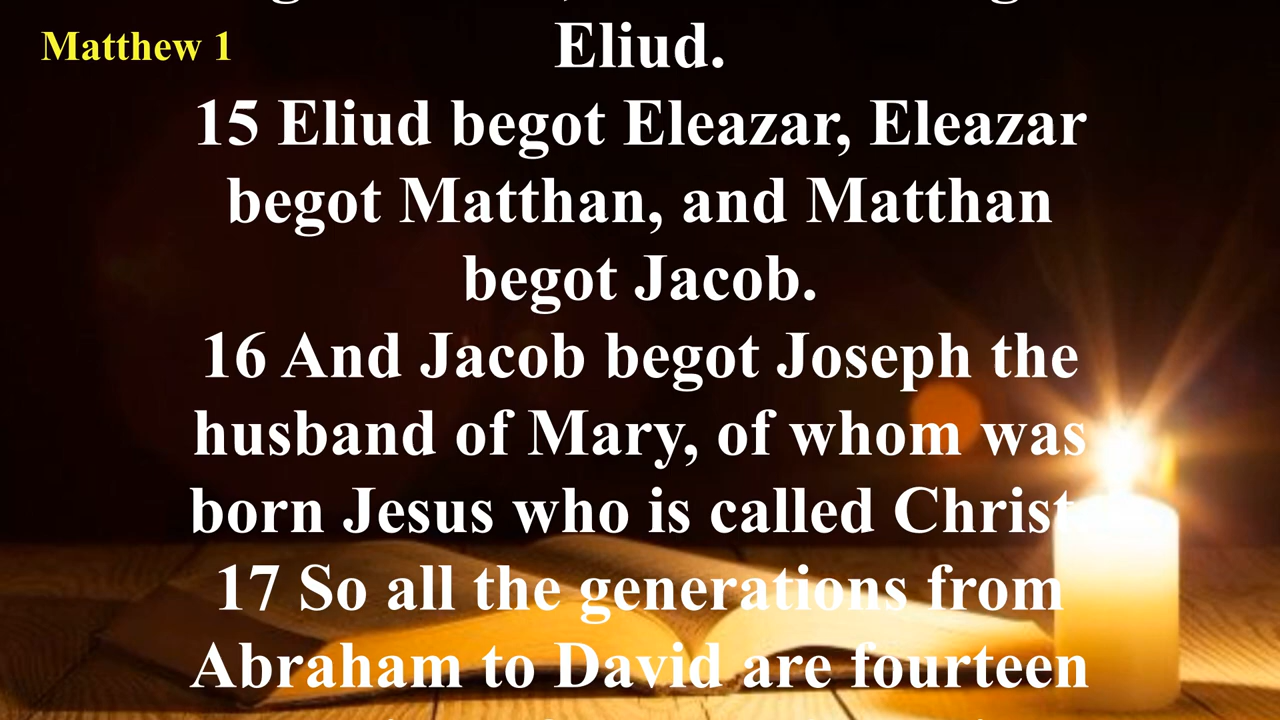 Matthew 1
Eliud.
15 Eliud begot Eleazar, Eleazar
begot Matthan, and Matthan
begot Jacob.
16 And Jacob begot Joseph the
husband of Mary, of whom was
born Jesus who is called Christ.
17 So all the generations from
Abraham to David are fourteen